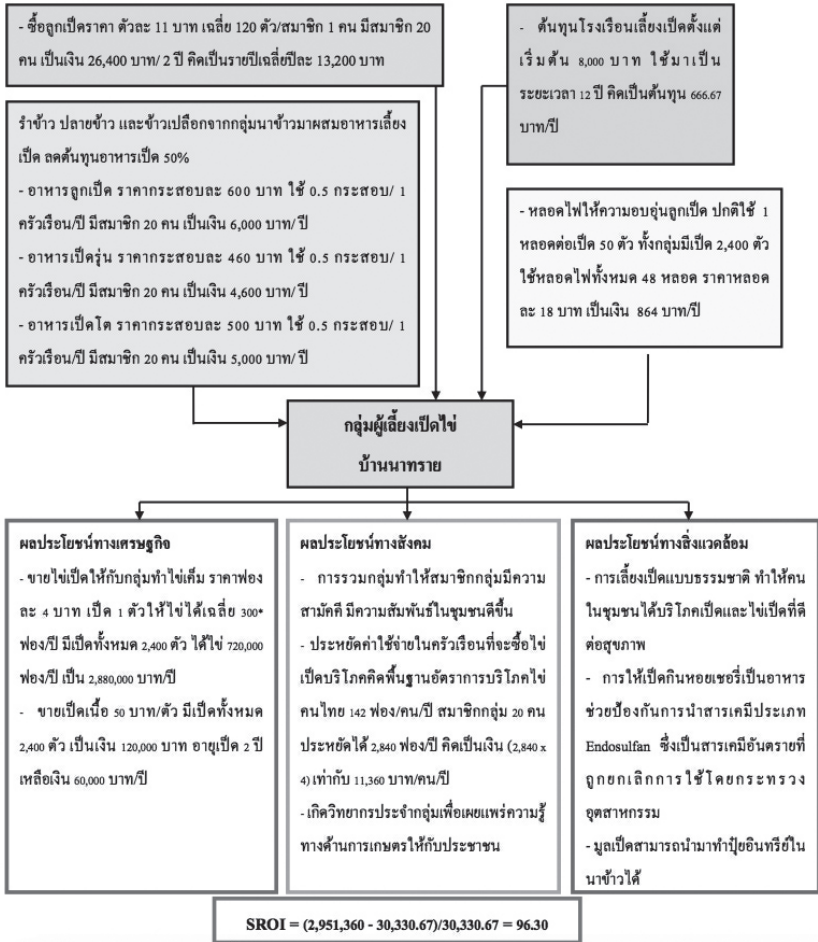 - ซื้อลูกเป็ดราคา ตัวละ 11 บาท เฉลี่ย 120 ตัว/สมาชิก 1 คน มีสมาชิก 20
คน เป็นเงิน 26,400 บาท/ 2 ปี คิดเป็นรายปีเฉลี่ยปีละ 13,200 บาท
- ต้นทุนโรงเรือนเลี้ยงเป็ดตั้งแต่
เริ่มต้น 8,000 บาท ใช้มาเป็น
ระยะเวลา 12 ปี คิดเป็นต้นทุน 666.67
บาท/ปี
รำข้าว ปลายข้าว และข้าวเปลือกจากกลุ่มนาข้าวมาผสมอาหารเลี้ยง
เป็ด ลดต้นทุนอาหารเป็ด 50%
- อาหารลูกเป็ด ราคากระสอบละ 600 บาท ใช้ 0.5 กระสอบ/ 1
ครัวเรือน/ปี มีสมาชิก 20 คน เป็นเงิน 6,000 บาท/ ปี
- อาหารเป็ดรุ่น ราคากระสอบละ 460 บาท ใช้ 0.5 กระสอบ/ 1
ครัวเรือน/ปี มีสมาชิก 20 คน เป็นเงิน 4,600 บาท/ ปี
- อาหารเป็ดโต ราคากระสอบละ 500 บาท ใช้ 0.5 กระสอบ/ 1
ครัวเรือน/ปี มีสมาชิก 20 คน เป็นเงิน 5,000 บาท/ ปี
- หลอดไฟให้ความอบอุ่นลูกเป็ด ปกติใช้ 1
หลอดต่อเป็ด 50 ตัว ทั้งกลุ่มมีเป็ด 2,400 ตัว
ใช้หลอดไฟทั้งหมด 48 หลอด ราคาหลอด
ละ 18 บาท เป็นเงิน 864 บาท/ปี
กลุ่มผู้เลี้ยงเป็ดไข่
บ้านนาทราย
ผลประโยชน์ทางเศรษฐกิจ
- ขายไข่เป็ดให้กับกลุ่มทำไข่เค็ม ราคาฟอง
ละ 4 บาท เป็ด 1 ตัวให้ไข่ได้เฉลี่ย 300*
ฟอง/ปี มีเป็ดทั้งหมด 2,400 ตัว ได้ไข่ 720,000
ฟอง/ปี เป็น 2,880,000 บาท/ปี
- ขายเป็ดเนื้อ 50 บาท/ตัว มีเป็ดทั้งหมด
2,400 ตัว เป็นเงิน 120,000 บาท อายุเป็ด 2 ปี
เหลือเงิน 60,000 บาท/ปี
ผลประโยชน์ทางสังคม
- การรวมกลุ่มทำให้สมาชิกกลุ่มมีความ
สามัคคี มีความสัมพันธ์ในชุมชนดีขึ้น
- ประหยัดค่าใช้จ่ายในครัวเรือนที่จะซื้อไข่
เป็ดบริโภคคิดพื้นฐานอัตราการบริโภคไข่
คนไทย 142 ฟอง/คน/ปี สมาชิกกลุ่ม 20 คน
ประหยัดได้ 2,840 ฟอง/ปี คิดเป็นเงิน (2,840 x
4) เท่ากับ 11,360 บาท/คน/ปี
- เกิดวิทยากรประจำกลุ่มเพื่อเผยแพร่ความรู้
ทางด้านการเกษตรให้กับประชาชน
ผลประโยชน์ทางสิ่งแวดล้อม
- การเลี้ยงเป็ดแบบธรรมชาติ ทำให้คน
ในชุมชนได้บริโภคเป็ดและไข่เป็ดที่ดี
ต่อสุขภาพ
- การให้เป็ดกินหอยเชอรี่เป็นอาหาร
ช่วยป้องกันการนำสารเคมีประเภท
Endosulfan ซึ่งเป็นสารเคมีอันตรายที่
ถูกยกเลิกการใช้โดยกระทรวง
อุตสาหกรรม
- มูลเป็ดสามารถนำมาทำปุ๋ยอินทรีย์ใน
นาข้าวได้
SROI = (2,951,360 - 30,330.67)/30,330.67 = 96.30